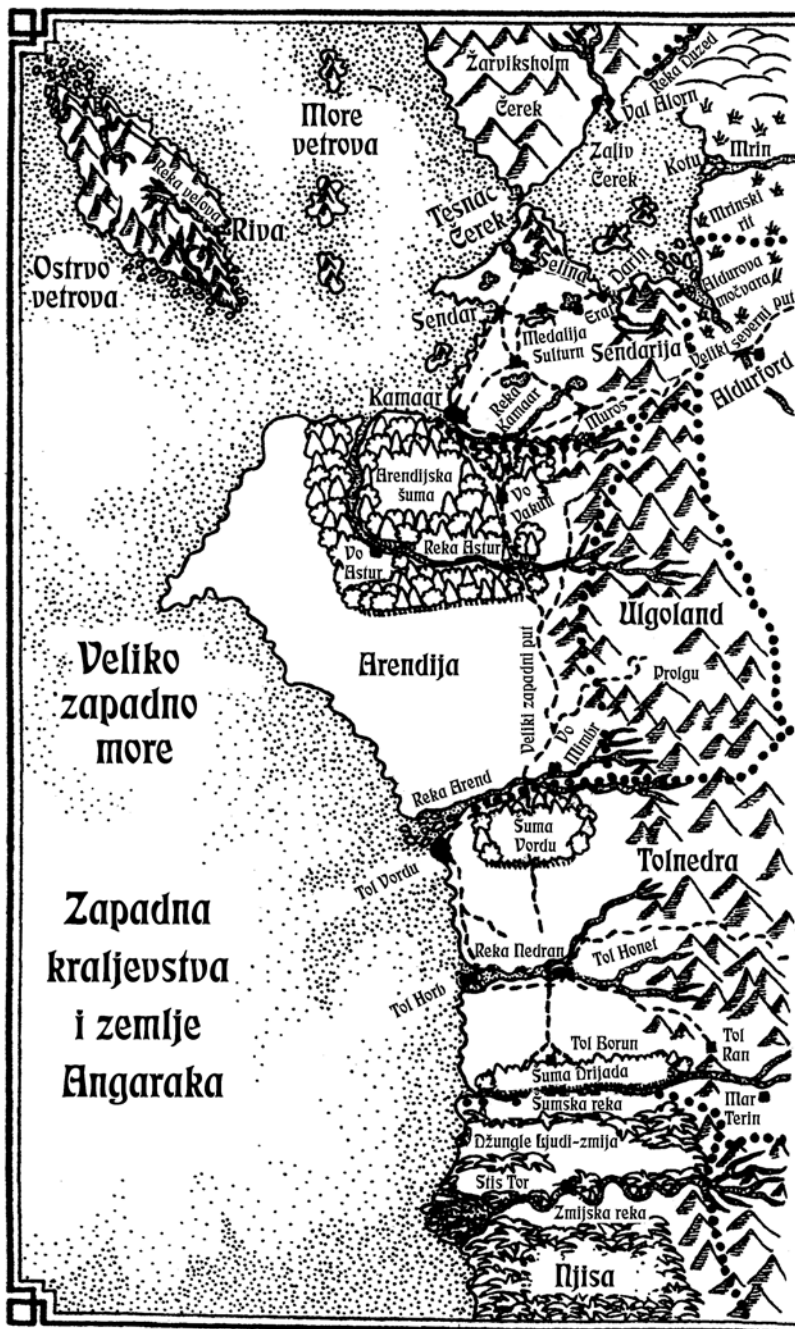 Žarviksholm
Čerek
Reka Duzed
Val Alorn
More
vetrova
Zaliv
Čerek
Kotu
Mrin
Reka velova
Riva
Ostrvo
vetrova
Tesnac
Čerek
Mrinski
rit
Selina
Darin
Erat
Aldurova
močvara
Sendar
Medalija
Sulturn
Sendarija
Veliki severni put
Aldurford
Kamaar
Reka
Kamaar
Muros
Arendijska
šuma
Vo
Vakun
Vo
Astur
Reka Astur
Ulgoland
Veliko
zapadno
more
Arendija
Veliki zapadni put
Prolgu
Vo
Mimbr
Reka Arend
Šuma
Vordu
Tol Vordu
Tolnedra
Zapadna
kraljevstva
i zemlje
Angaraka
Reka Nedran
Tol Honet
Tol Horb
Tol Borun
Tol
Ran
Šuma Drijada
Šumska reka
Mar
Terin
Džungle Ljudi-zmija
Stis Tor
Zmijska reka
Njisa